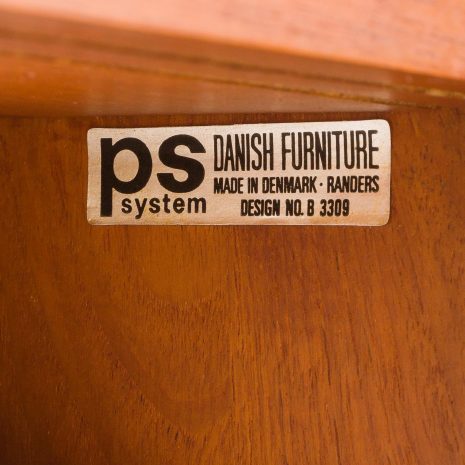 ps system
DANISH FURNITURE
MADE IN DENMARK · RANDERS
DESIGN NO. B 3309